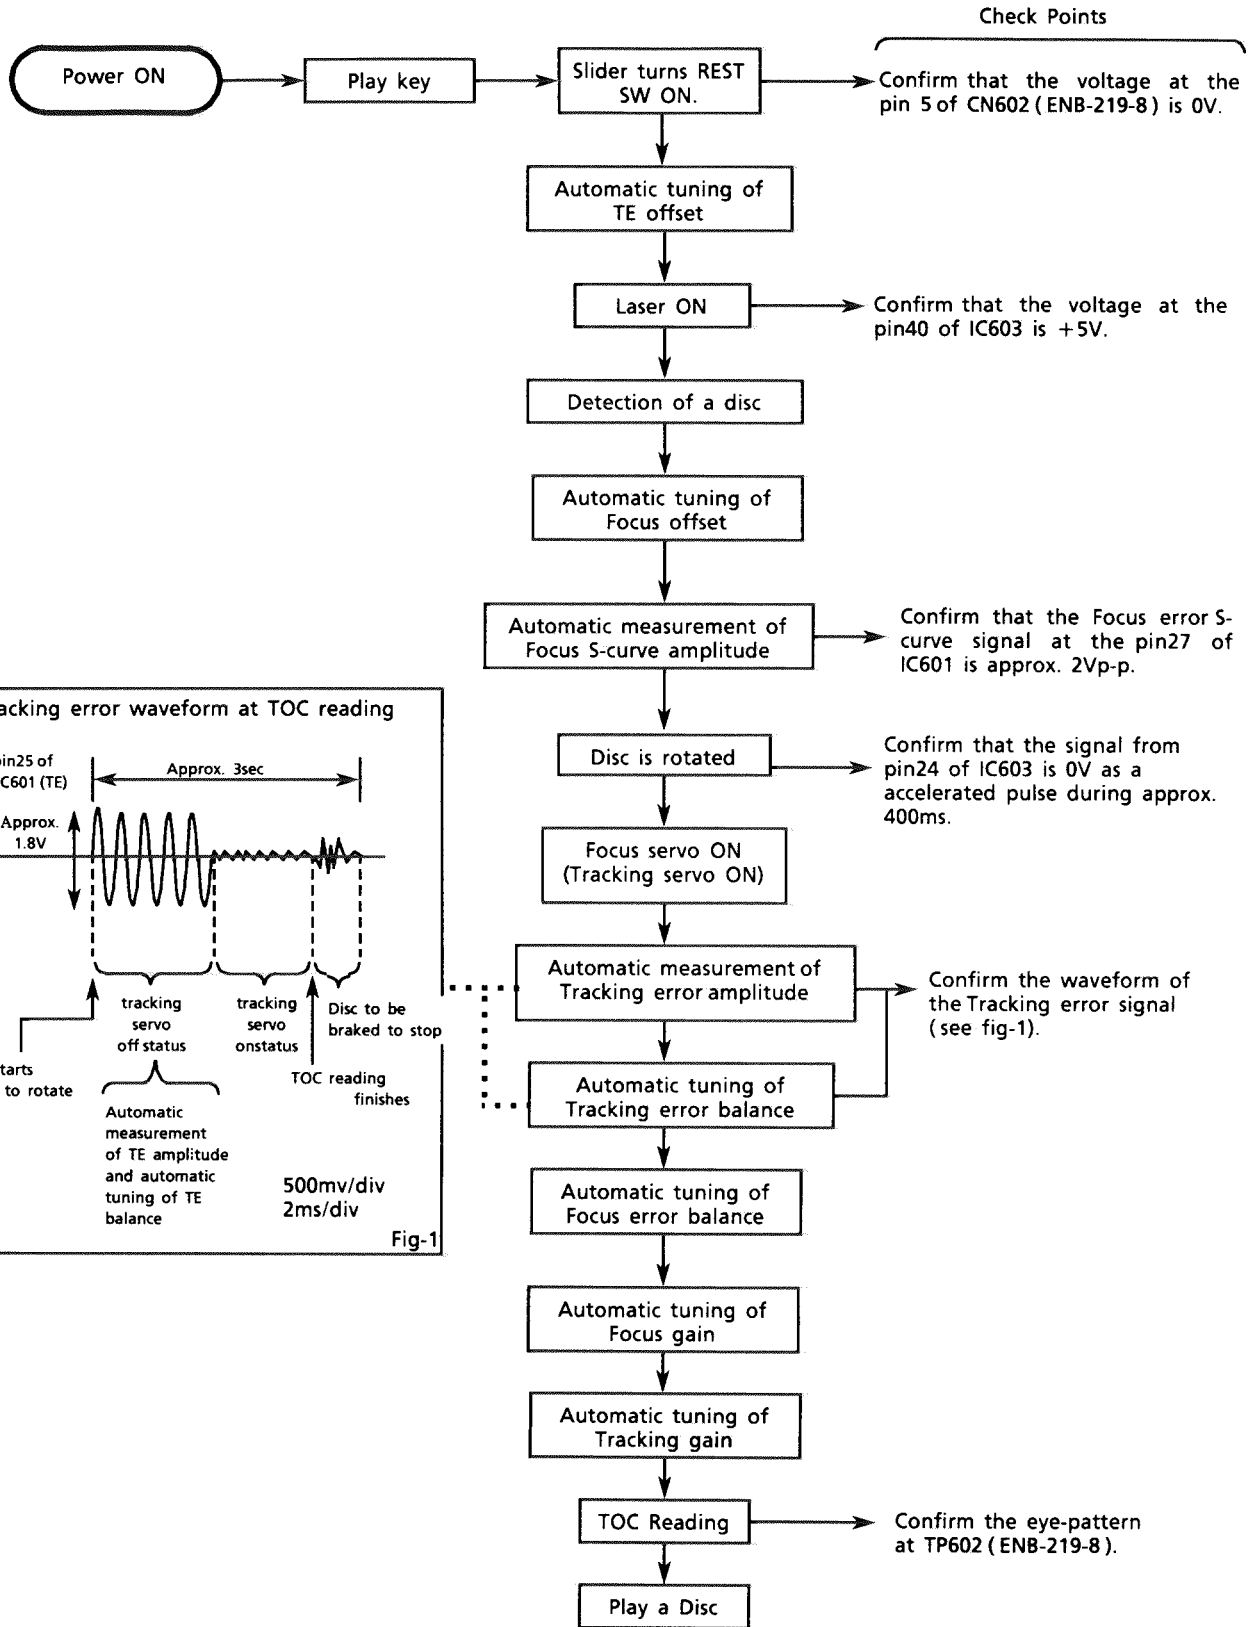 Check Points
Power ON
Play key
Slider turns REST
SW ON.
Confirm that the voltage at the
pin 5 of CN602 (ENB-219-8) is 0V.
Automatic tuning of
TE offset
Laser ON
Confirm that the voltage at the
pin40 of IC603 is +5V.
Detection of a disc
Automatic tuning of
Focus offset
Automatic measurement of
Focus S-curve amplitude
Confirm that the Focus error S-
curve signal at the pin27 of
IC601 is approx. 2Vp-p.
Disc is rotated
Confirm that the signal from
pin24 of IC603 is 0V as a
accelerated pulse during approx.
400ms.
Focus servo ON
(Tracking servo ON)
Automatic measurement of
Tracking error amplitude
Confirm the waveform of
the Tracking error signal
(see fig-1).
Automatic tuning of
Tracking error balance
Automatic tuning of
Focus error balance
Automatic tuning of
Focus gain
Automatic tuning of
Tracking gain
TOC Reading
Confirm the eye-pattern
at TP602 (ENB-219-8).
Play a Disc
acking error waveform at TOC reading
in25 of
C601 (TE)
Approx. 3sec
Approx.
1.8V
tracking
servo
off status
tracking
servo
onstatus
Disc to be
braked to stop
tarts
to rotate
TOC reading
finishes
Automatic
measurement
of TE amplitude
and automatic
tuning of TE
balance
500mv/div
2ms/div
Fig-1